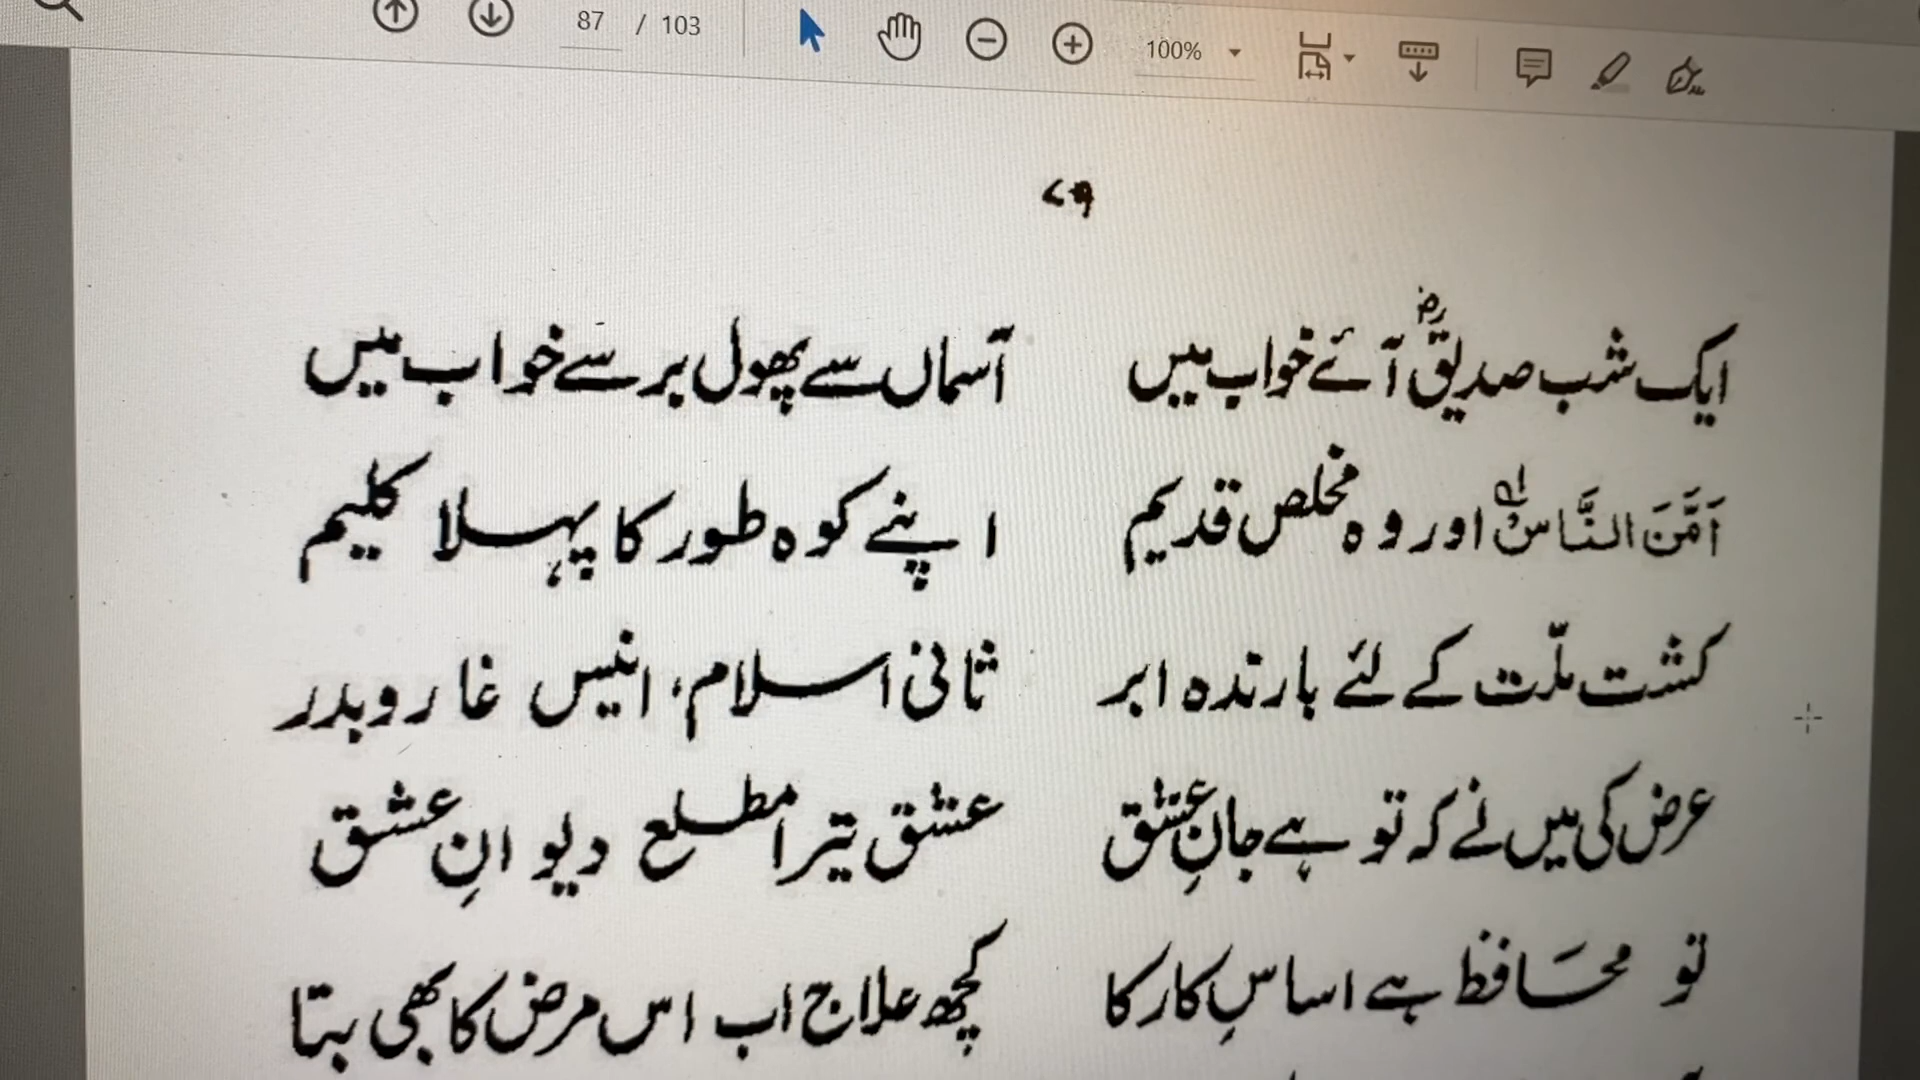 87 / 103
100%
۷۹
ایک شب صدیقؓ آئے خواب میں آسماں سے پھول برسے خواب میں
اَمَّنَ النَّاسُ اور وہ مخلص قدیم اپنے کوہ طور کا پہلا کلیم
کشت ملّت کے لئے بارندہ ابر ثانی اسلام، انیس غار و بدر
عرض کی میں نے کہ تو ہے جانِ عشق عشق تیرا مطلع دیوانِ عشق
تو محَافظ ہے اساسِ کار کا کچھ علاج اب اس مرض کا بھی بتا